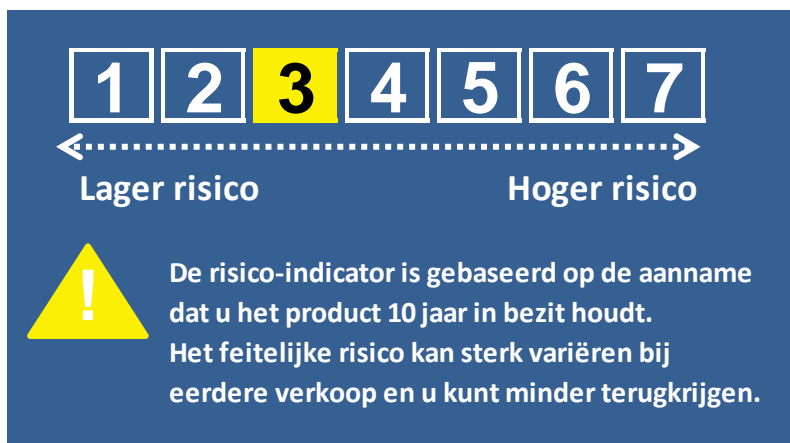 1 2 3 4 5 6 7
Lager risico Hoger risico
!
De risico-indicator is gebaseerd op de aanname
dat u het product 10 jaar in bezit houdt.
Het feitelijke risico kan sterk variëren bij
eerdere verkoop en u kunt minder terugkrijgen.